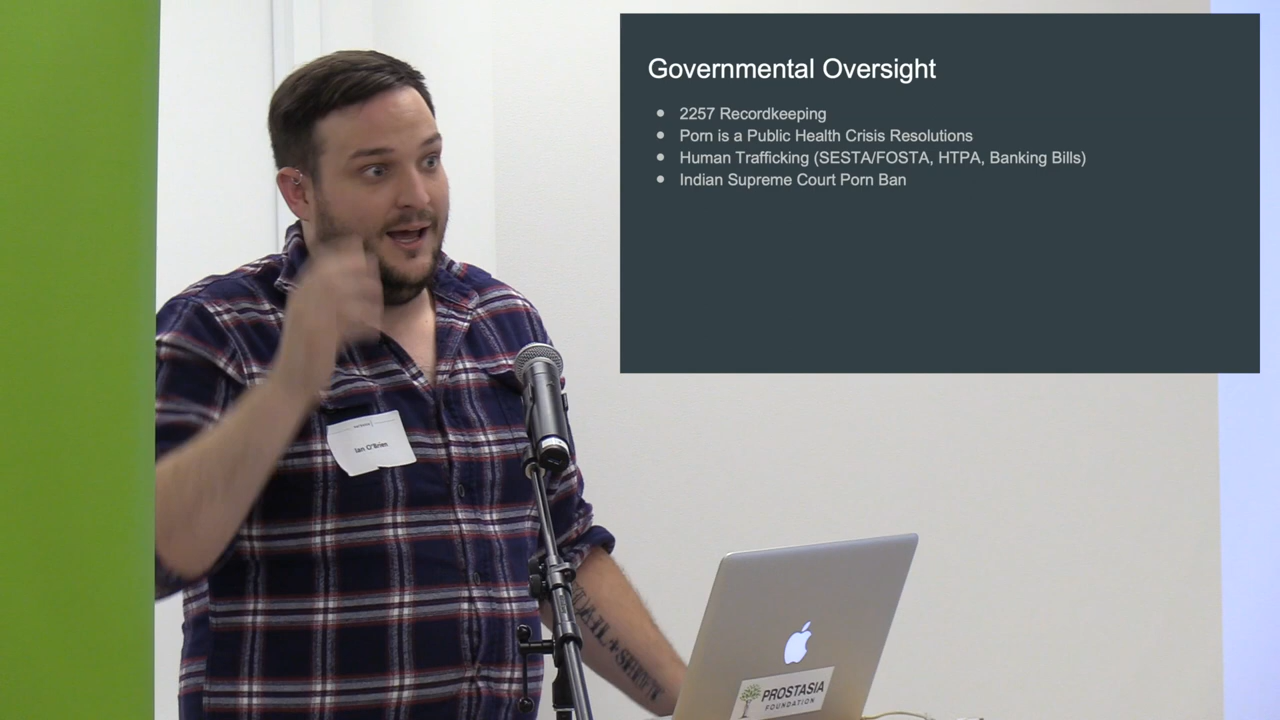 Governmental Oversight
2257 Recordkeeping
Porn is a Public Health Crisis Resolutions
Human Trafficking (SESTA/FOSTA, HTPA, Banking Bills)
Indian Supreme Court Porn Ban
Ian O'Brien
PROSTASIA
FOUNDATION